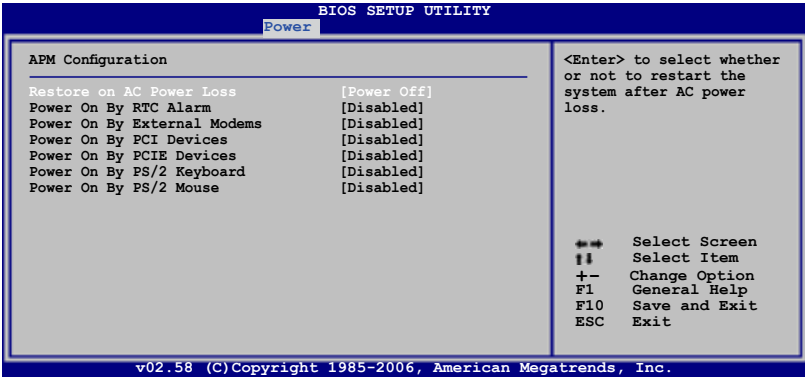 BIOS SETUP UTILITY
Power
APM Configuration
Restore on AC Power Loss [Power Off]
Power On By RTC Alarm [Disabled]
Power On By External Modems [Disabled]
Power On By PCI Devices [Disabled]
Power On By PCIE Devices [Disabled]
Power On By PS/2 Keyboard [Disabled]
Power On By PS/2 Mouse [Disabled]
<Enter> to select whether
or not to restart the
system after AC power
loss.
Select Screen
Select Item
+- Change Option
F1 General Help
F10 Save and Exit
ESC Exit
v02.58 (C)Copyright 1985-2006, American Megatrends, Inc.